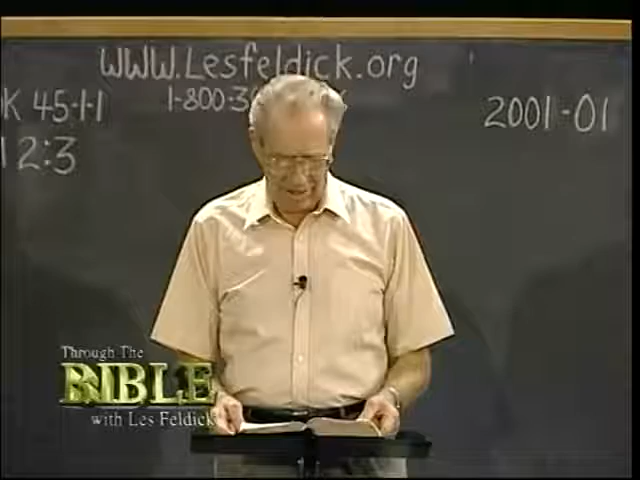 WWW.Lesfeldick.org
K 45-1-1
1-800-3
2001-01
12:3
Through The
BIBLE
with Les Feldick